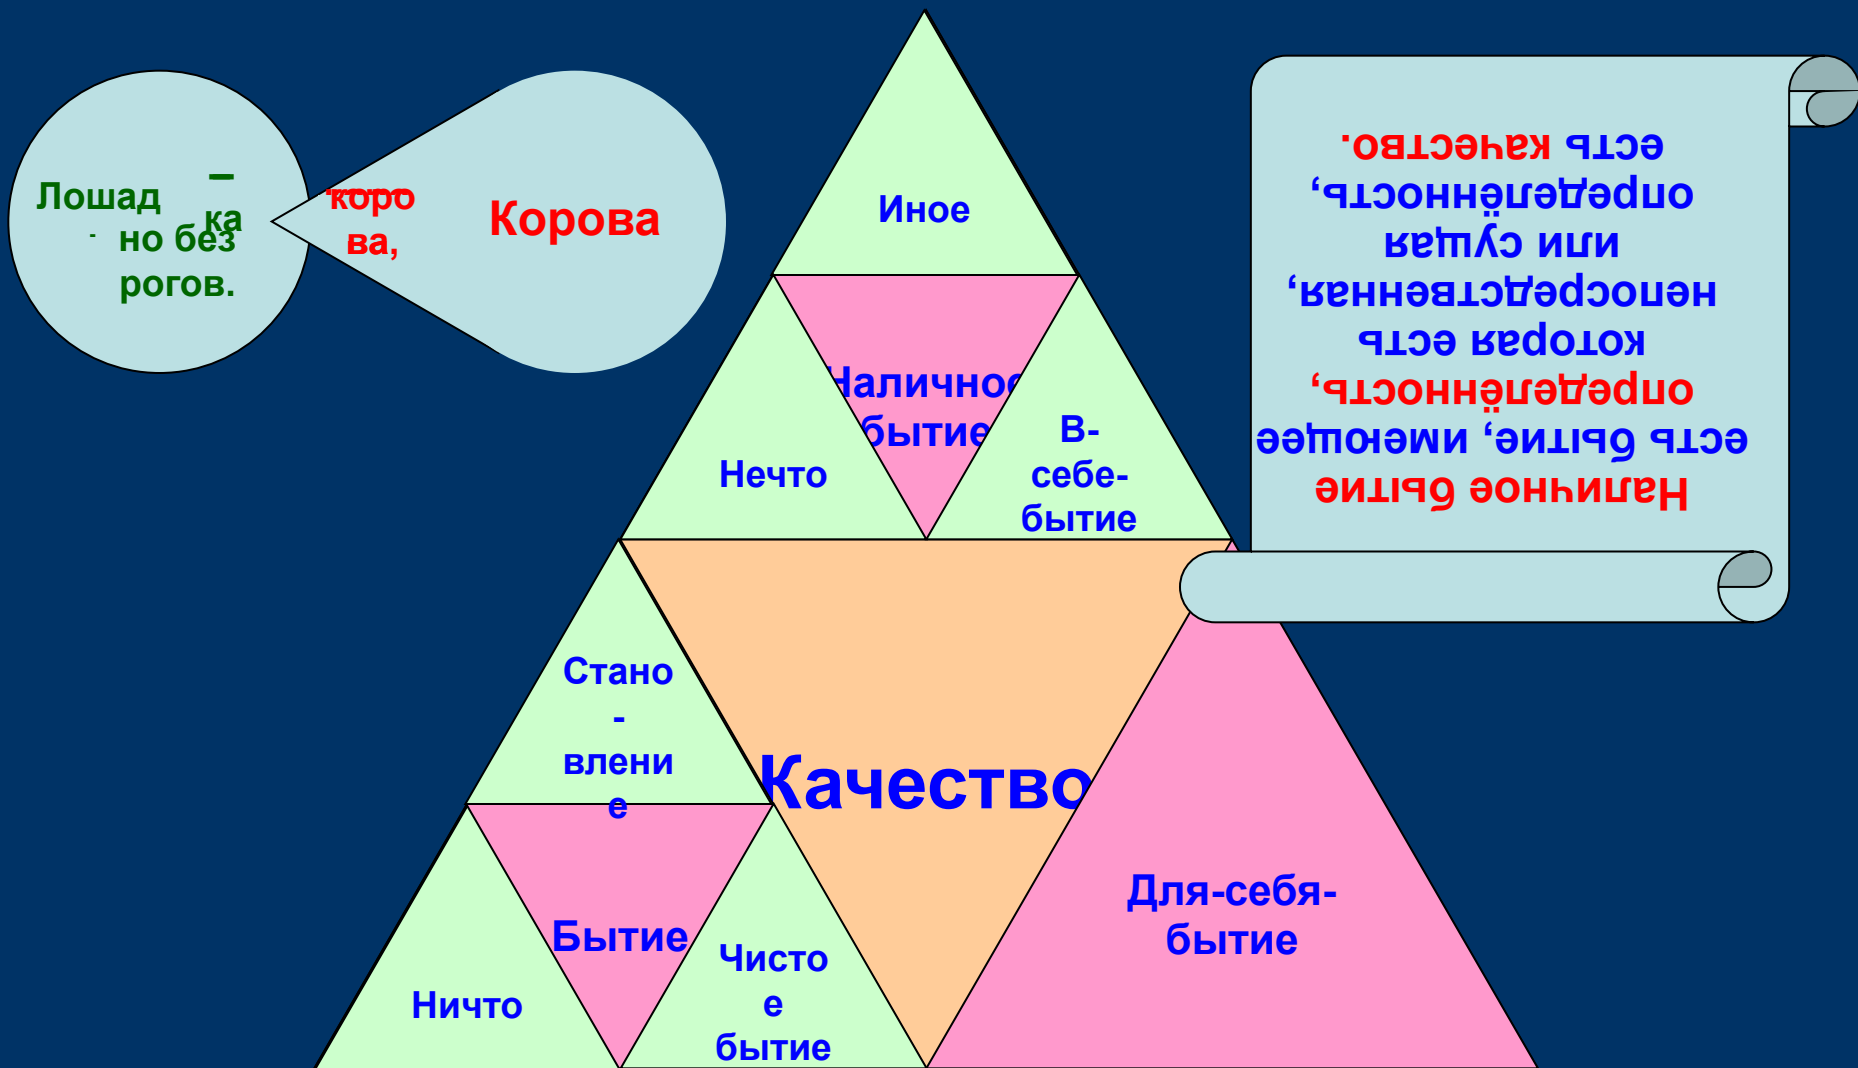 Лошад
–
ка
-
но без
рогов.
коро
ва,
Корова
Иное
Наличное
бытие
Нечто
В-
себе-
бытие
Наличное бытие
есть бытие, имеющее
определённость,
которая есть
непосредственная,
или сущая
определённость,
есть качество.
Стано
-
влени
е
Качество
Для-себя-
бытие
Бытие
Ничто
Чисто
е
бытие